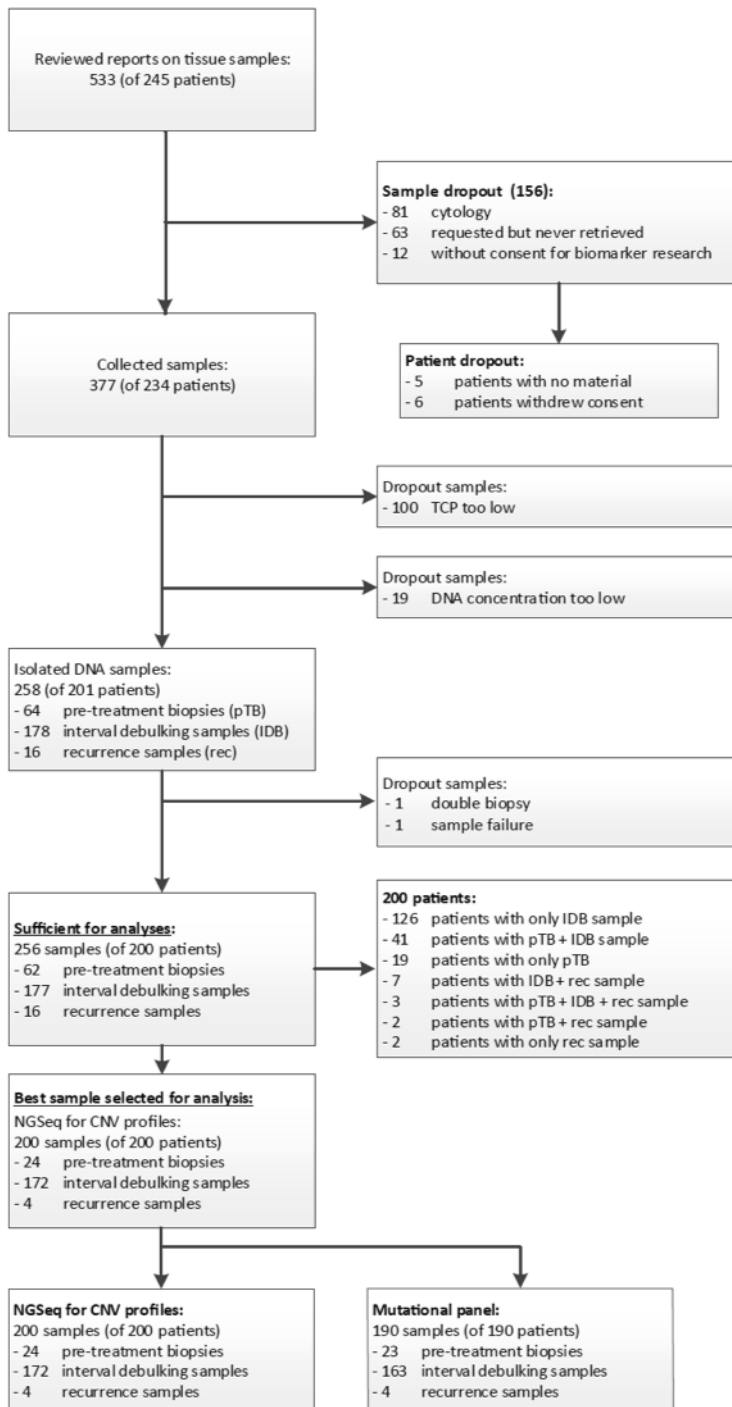 Reviewed reports on tissue samples:
533 (of 245 patients)
Sample dropout (156):
- 81 cytology
- 63 requested but never retrieved
- 12 without consent for biomarker research
Collected samples:
377 (of 234 patients)
Patient dropout:
- 5 patients with no material
- 6 patients withdrew consent
Dropout samples:
- 100 TCP too low
Dropout samples:
- 19 DNA concentration too low
Isolated DNA samples:
258 (of 201 patients)
- 64 pre-treatment biopsies (pTB)
- 178 interval debulking samples (IDB)
- 16 recurrence samples (rec)
Dropout samples:
- 1 double biopsy
- 1 sample failure
Sufficient for analyses:
256 samples (of 200 patients)
- 62 pre-treatment biopsies
- 177 interval debulking samples
- 16 recurrence samples
200 patients:
- 126 patients with only IDB sample
- 41 patients with pTB + IDB sample
- 19 patients with only pTB
- 7 patients with IDB + rec sample
- 3 patients with pTB + IDB + rec sample
- 2 patients with pTB + rec sample
- 2 patients with only rec sample
Best sample selected for analysis:
NGSeq for CNV profiles:
200 samples (of 200 patients)
- 24 pre-treatment biopsies
- 172 interval debulking samples
- 4 recurrence samples
NGSeq for CNV profiles:
200 samples (of 200 patients)
- 24 pre-treatment biopsies
- 172 interval debulking samples
- 4 recurrence samples
Mutational panel:
190 samples (of 190 patients)
- 23 pre-treatment biopsies
- 163 interval debulking samples
- 4 recurrence samples